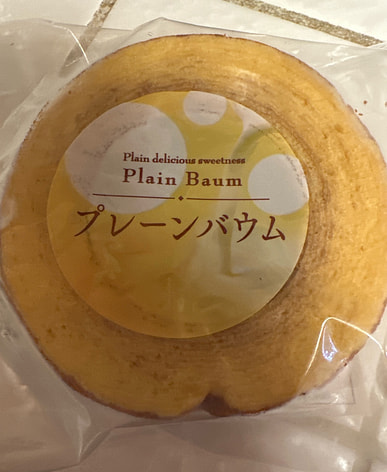 Plain delicious sweetness
Plain Baum
プレーンバウム